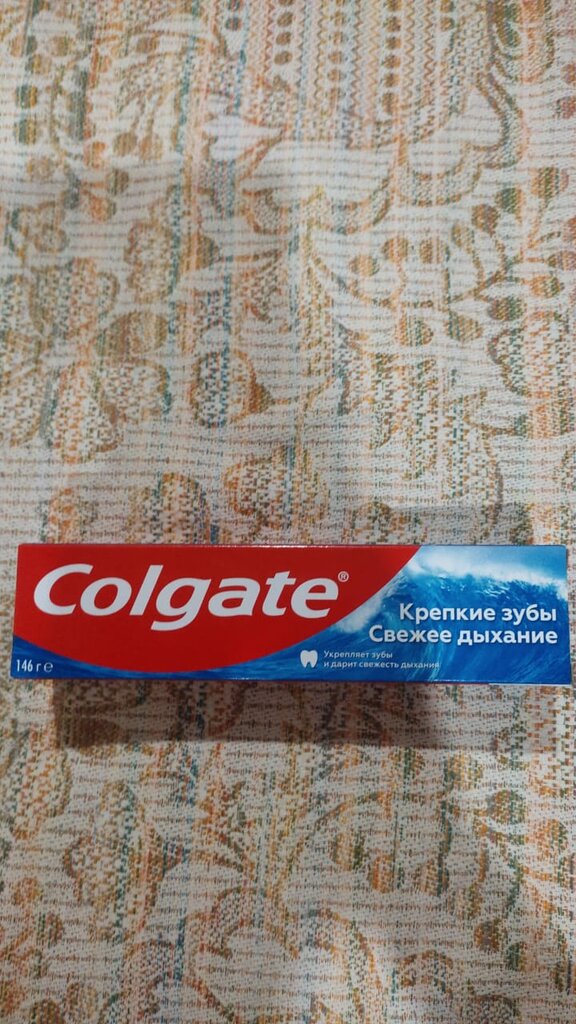 Colgate®
Крепкие зубы
Свежее дыхание
Укрепляет зубы
и дарит свежесть дыхания
146 г ℮